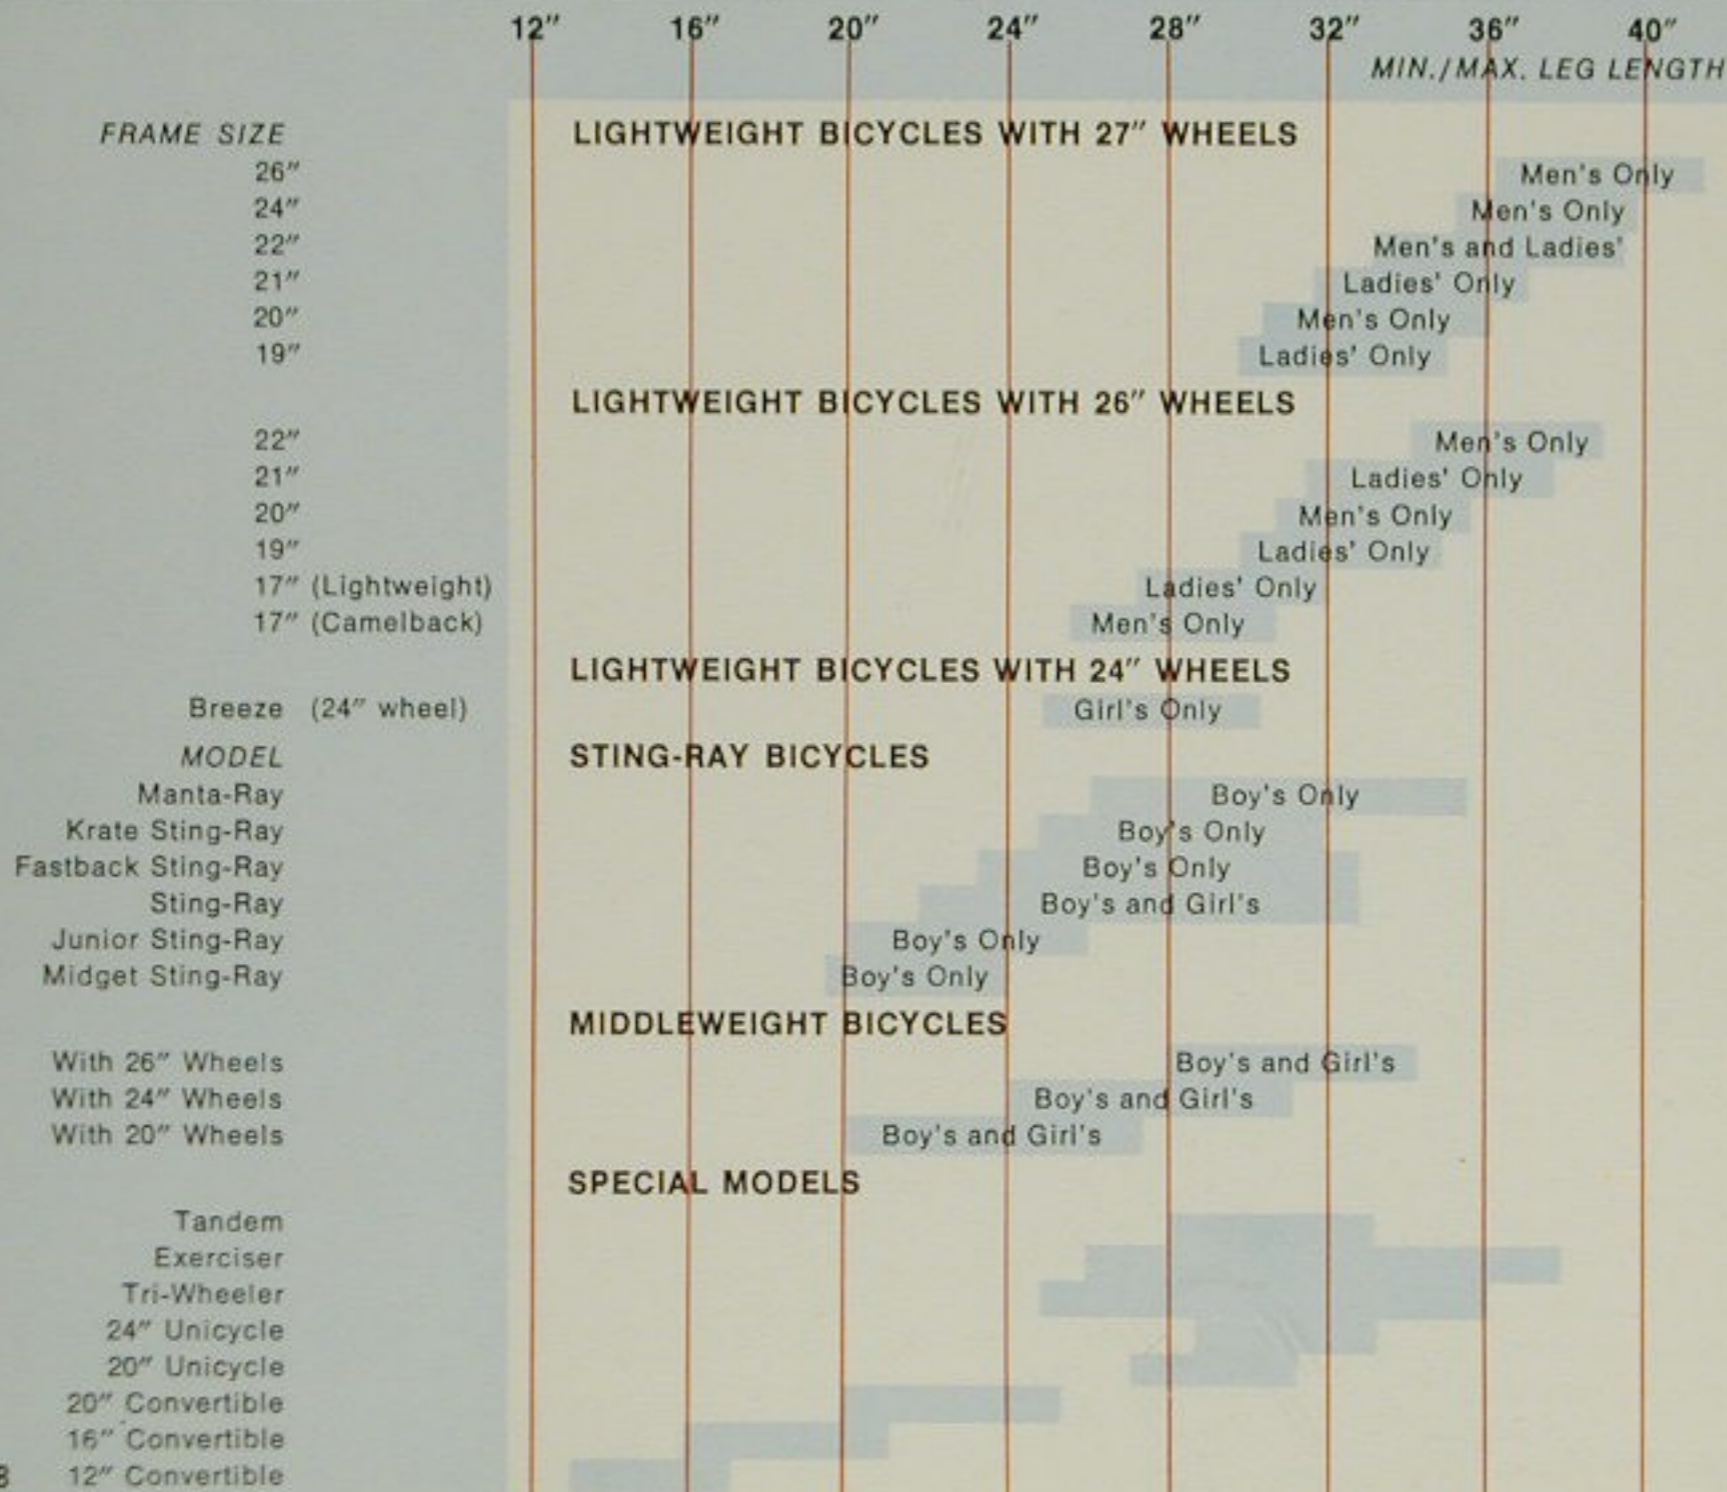 12″ 16″ 20″ 24″ 28″ 32″ 36″ 40″
MIN./MAX. LEG LENGTH
FRAME SIZE LIGHTWEIGHT BICYCLES WITH 27″ WHEELS
26″ Men's Only
24″ Men's Only
22″ Men's and Ladies'
21″ Ladies' Only
20″ Men's Only
19″ Ladies' Only
LIGHTWEIGHT BICYCLES WITH 26″ WHEELS
22″ Men's Only
21″ Ladies' Only
20″ Men's Only
19″ Ladies' Only
17″ (Lightweight) Ladies' Only
17″ (Camelback) Men's Only
LIGHTWEIGHT BICYCLES WITH 24″ WHEELS
Breeze (24″ wheel) Girl's Only
MODEL STING-RAY BICYCLES
Manta-Ray Boy's Only
Krate Sting-Ray Boy's Only
Fastback Sting-Ray Boy's Only
Sting-Ray Boy's and Girl's
Junior Sting-Ray Boy's Only
Midget Sting-Ray Boy's Only
MIDDLEWEIGHT BICYCLES
With 26″ Wheels Boy's and Girl's
With 24″ Wheels Boy's and Girl's
With 20″ Wheels Boy's and Girl's
SPECIAL MODELS
Tandem
Exerciser
Tri-Wheeler
24″ Unicycle
20″ Unicycle
20″ Convertible
16″ Convertible
12″ Convertible